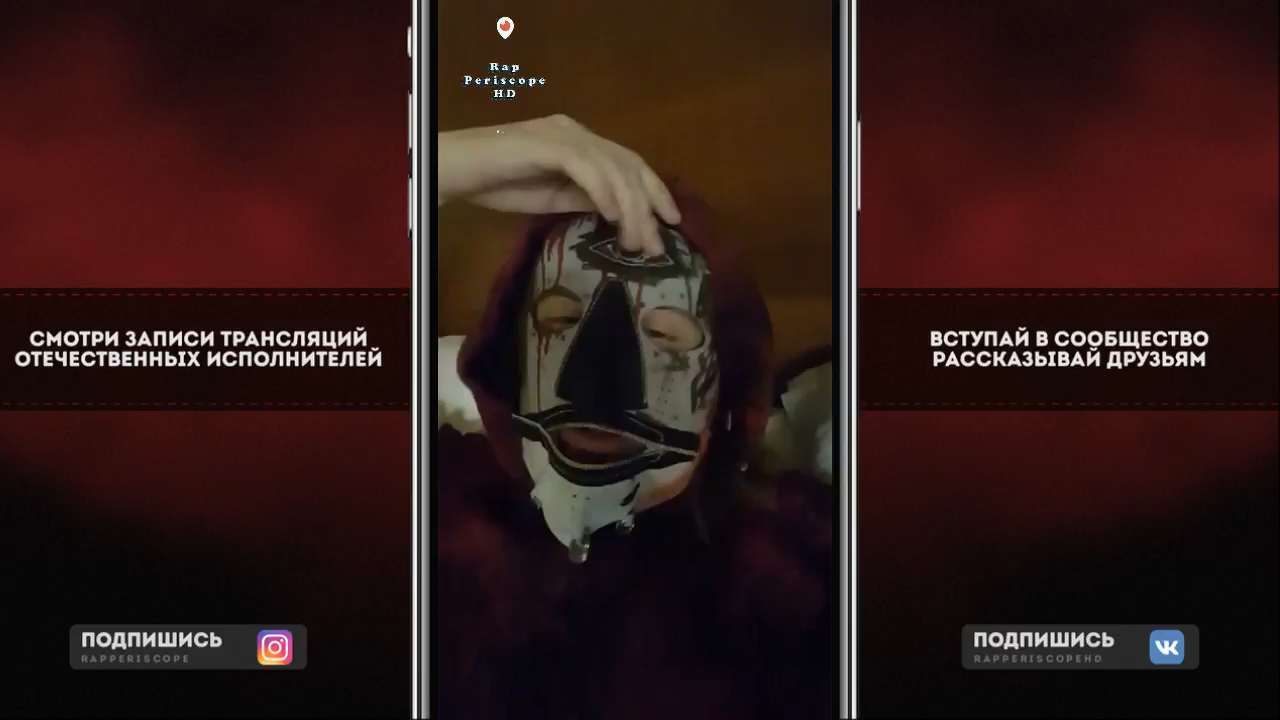 Rap
Periscope
HD
СМОТРИ ЗАПИСИ ТРАНСЛЯЦИЙ
ОТЕЧЕСТВЕННЫХ ИСПОЛНИТЕЛЕЙ
ВСТУПАЙ В СООБЩЕСТВО
РАССКАЗЫВАЙ ДРУЗЬЯМ
ПОДПИШИСЬ
RAPPERISCOPE
ПОДПИШИСЬ
RAPPERISCOPEHD